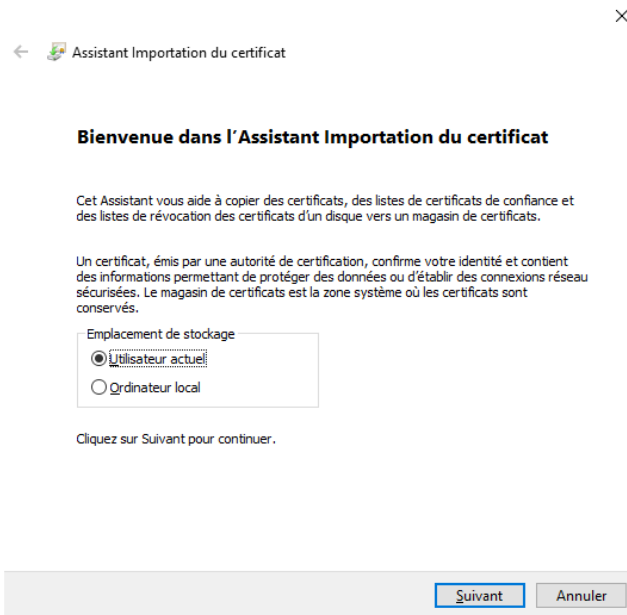 Assistant Importation du certificat
Bienvenue dans l'Assistant Importation du certificat
Cet Assistant vous aide à copier des certificats, des listes de certificats de confiance et
des listes de révocation des certificats d'un disque vers un magasin de certificats.
Un certificat, émis par une autorité de certification, confirme votre identité et contient
des informations permettant de protéger des données ou d'établir des connexions réseau
sécurisées. Le magasin de certificats est la zone système où les certificats sont
conservés.
Emplacement de stockage
Utilisateur actuel
Ordinateur local
Cliquez sur Suivant pour continuer.
Suivant
Annuler